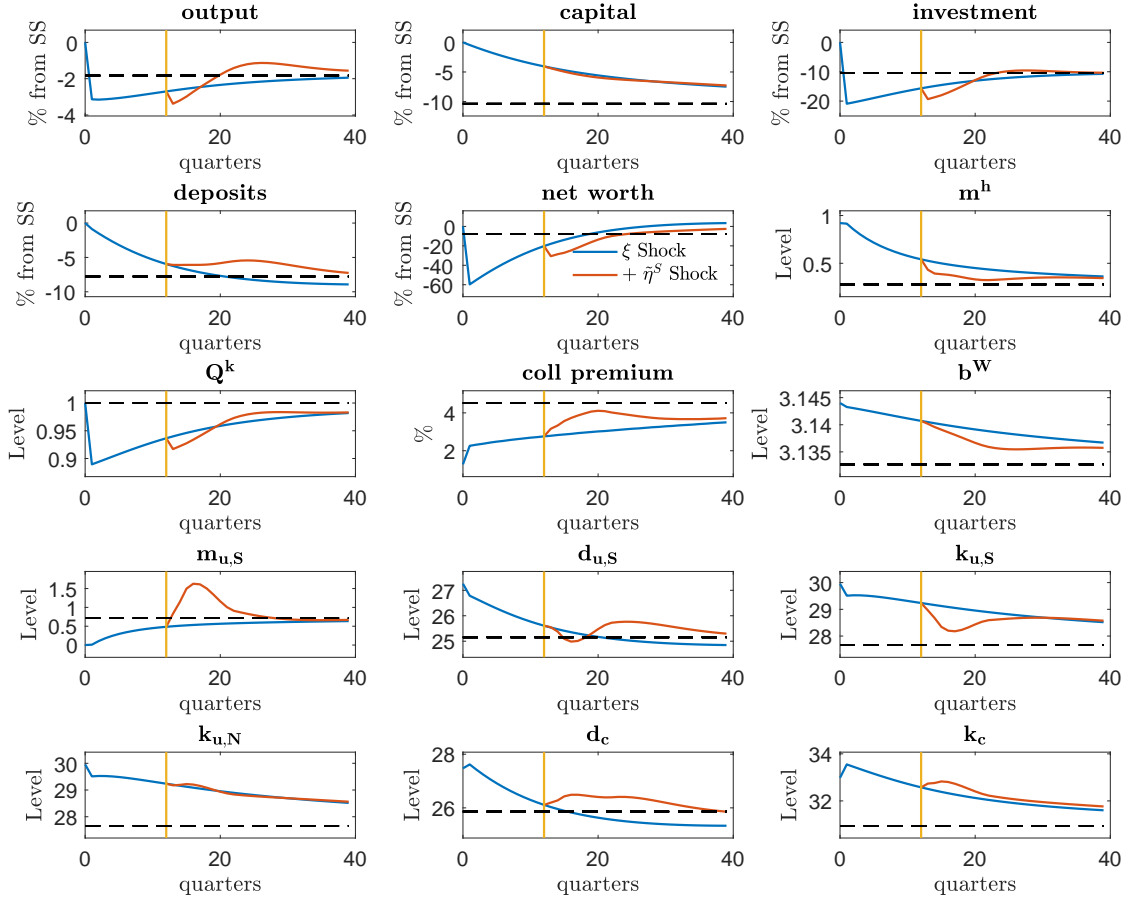 output
capital
investment
% from SS
0
-2
-4
0 20 40
quarters
% from SS
0
-5
-10
0 20 40
quarters
% from SS
0
-10
-20
0 20 40
quarters
deposits
net worth
m^h
% from SS
0
-5
-10
0 20 40
quarters
% from SS
0
-20
-40
-60
ξ Shock
+ η̃^S Shock
0 20 40
quarters
Level
1
0.5
0 20 40
quarters
Q^k
coll premium
b^W
Level
1
0.95
0.9
0 20 40
quarters
%
4
2
0 20 40
quarters
Level
3.145
3.14
3.135
0 20 40
quarters
m_{u,S}
d_{u,S}
k_{u,S}
Level
1.5
1
0.5
0
0 20 40
quarters
Level
27
26
25
0 20 40
quarters
Level
30
29
28
0 20 40
quarters
k_{u,N}
d_c
k_c
Level
30
29
28
0 20 40
quarters
Level
28
26
0 20 40
quarters
Level
34
32
0 20 40
quarters